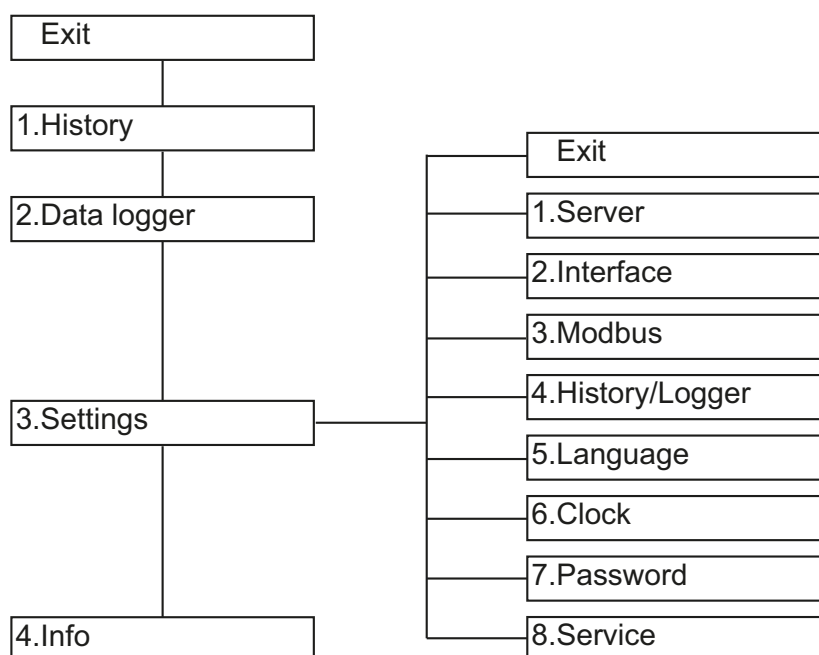 Exit
1.History
2.Data logger
3.Settings
4.Info
Exit
1.Server
2.Interface
3.Modbus
4.History/Logger
5.Language
6.Clock
7.Password
8.Service